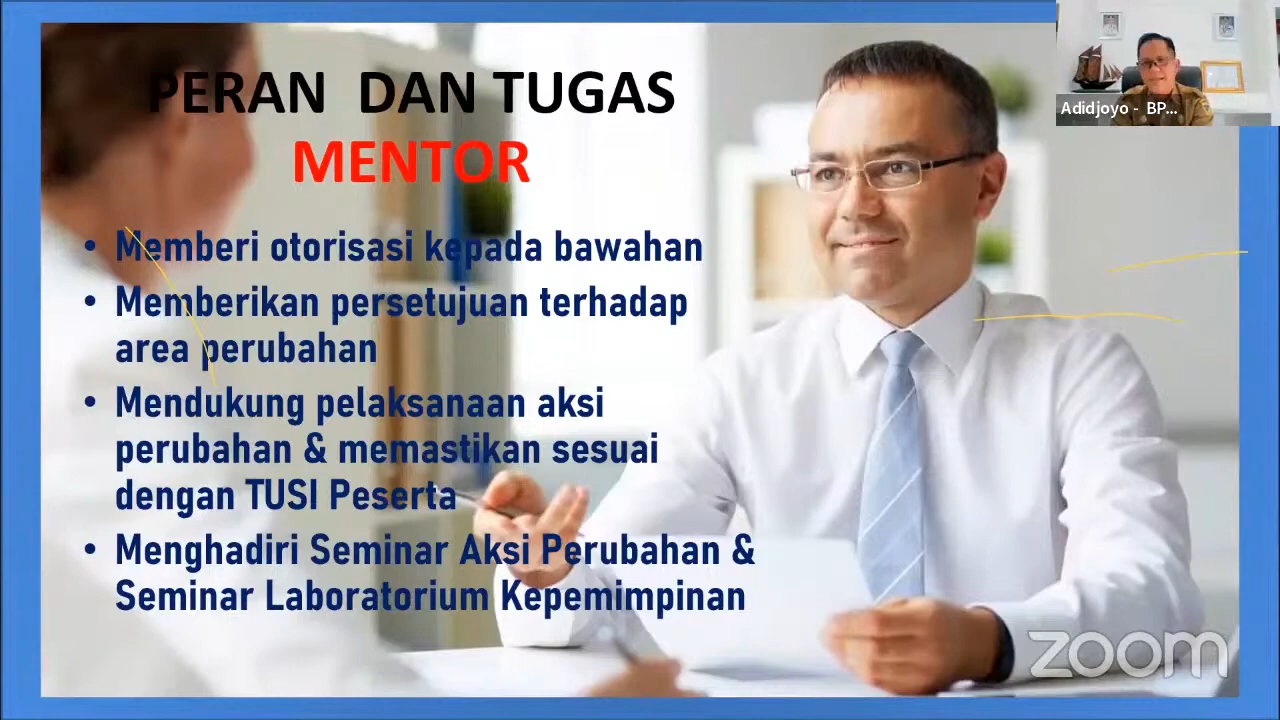 PERAN DAN TUGAS
MENTOR
• Memberi otorisasi kepada bawahan
• Memberikan persetujuan terhadap
area perubahan
• Mendukung pelaksanaan aksi
perubahan & memastikan sesuai
dengan TUSI Peserta
• Menghadiri Seminar Aksi Perubahan &
Seminar Laboratorium Kepemimpinan
Adidjoyo - BP...
zoom